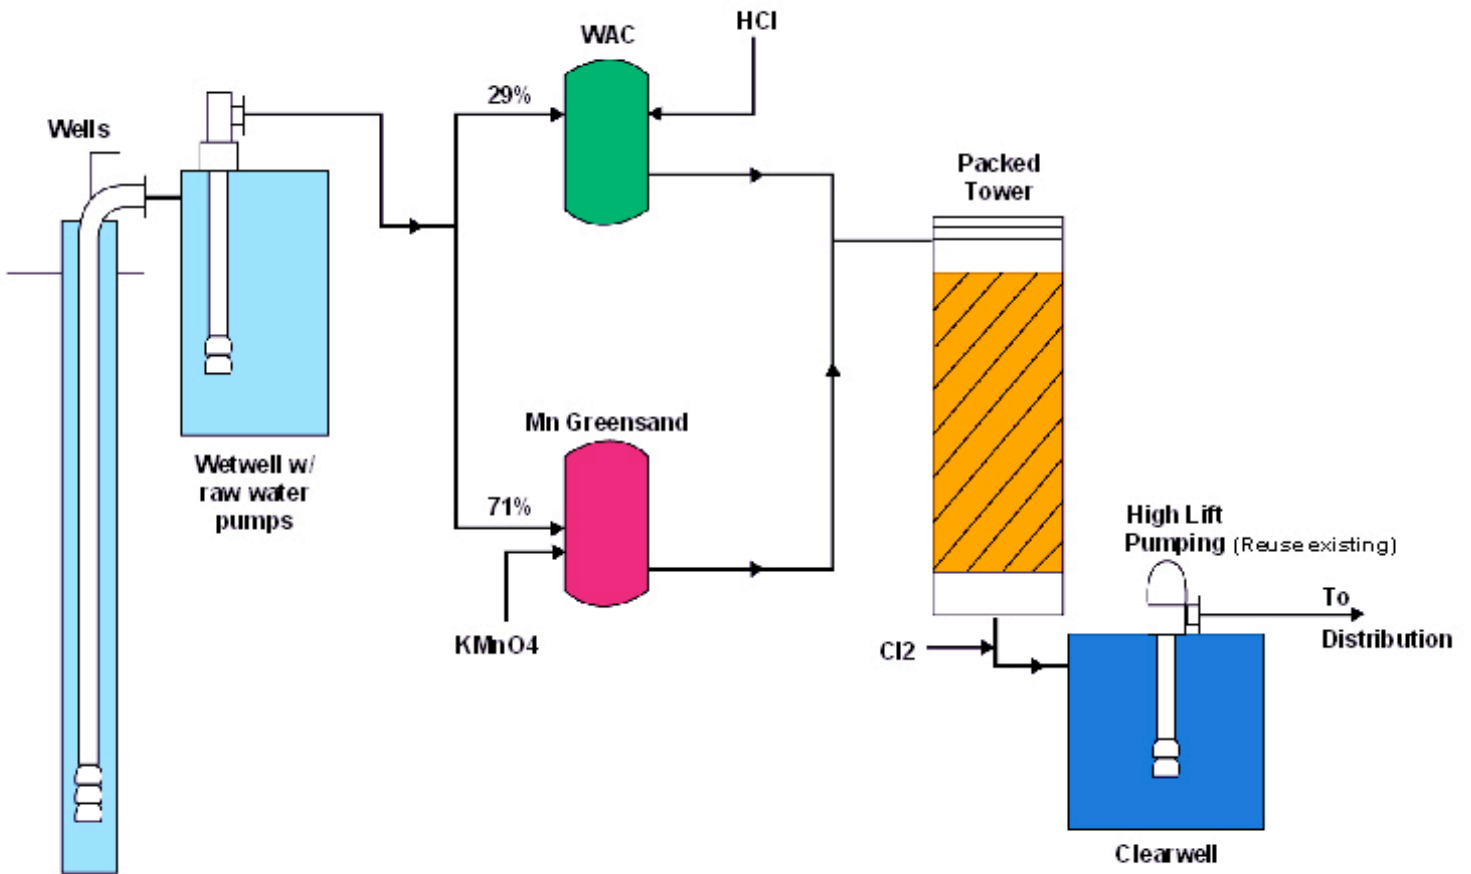 HCl
WAC
29%
Wells
Packed
Tower
Mn Greensand
Wetwell w/
raw water
pumps
71%
KMnO4
High Lift
Pumping (Reuse existing)
To
Distribution
Cl2
Clearwell